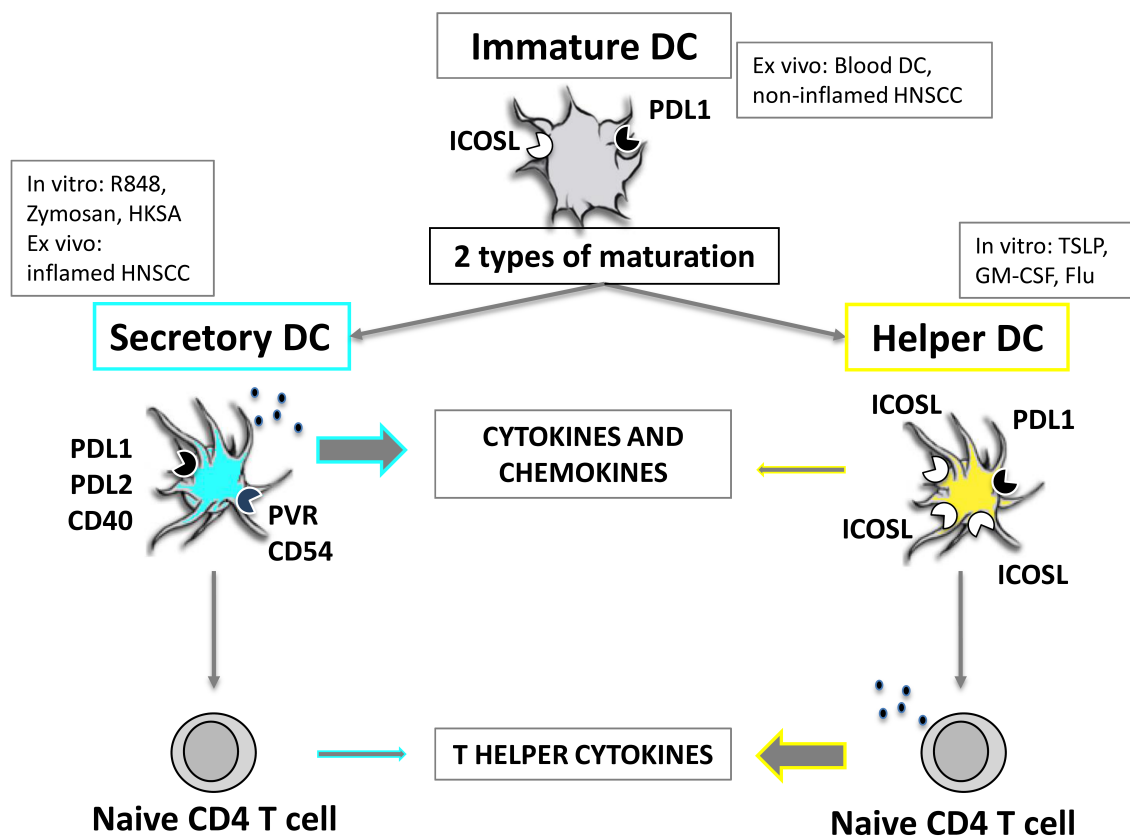 Immature DC
Ex vivo: Blood DC,
non-inflamed HNSCC
PDL1
ICOSL
In vitro: R848,
Zymosan, HKSA
Ex vivo:
inflamed HNSCC
2 types of maturation
In vitro: TSLP,
GM-CSF, Flu
Secretory DC
Helper DC
PDL1
PDL2
CD40
PVR
CD54
CYTOKINES AND
CHEMOKINES
ICOSL
PDL1
ICOSL
ICOSL
T HELPER CYTOKINES
Naive CD4 T cell
Naive CD4 T cell